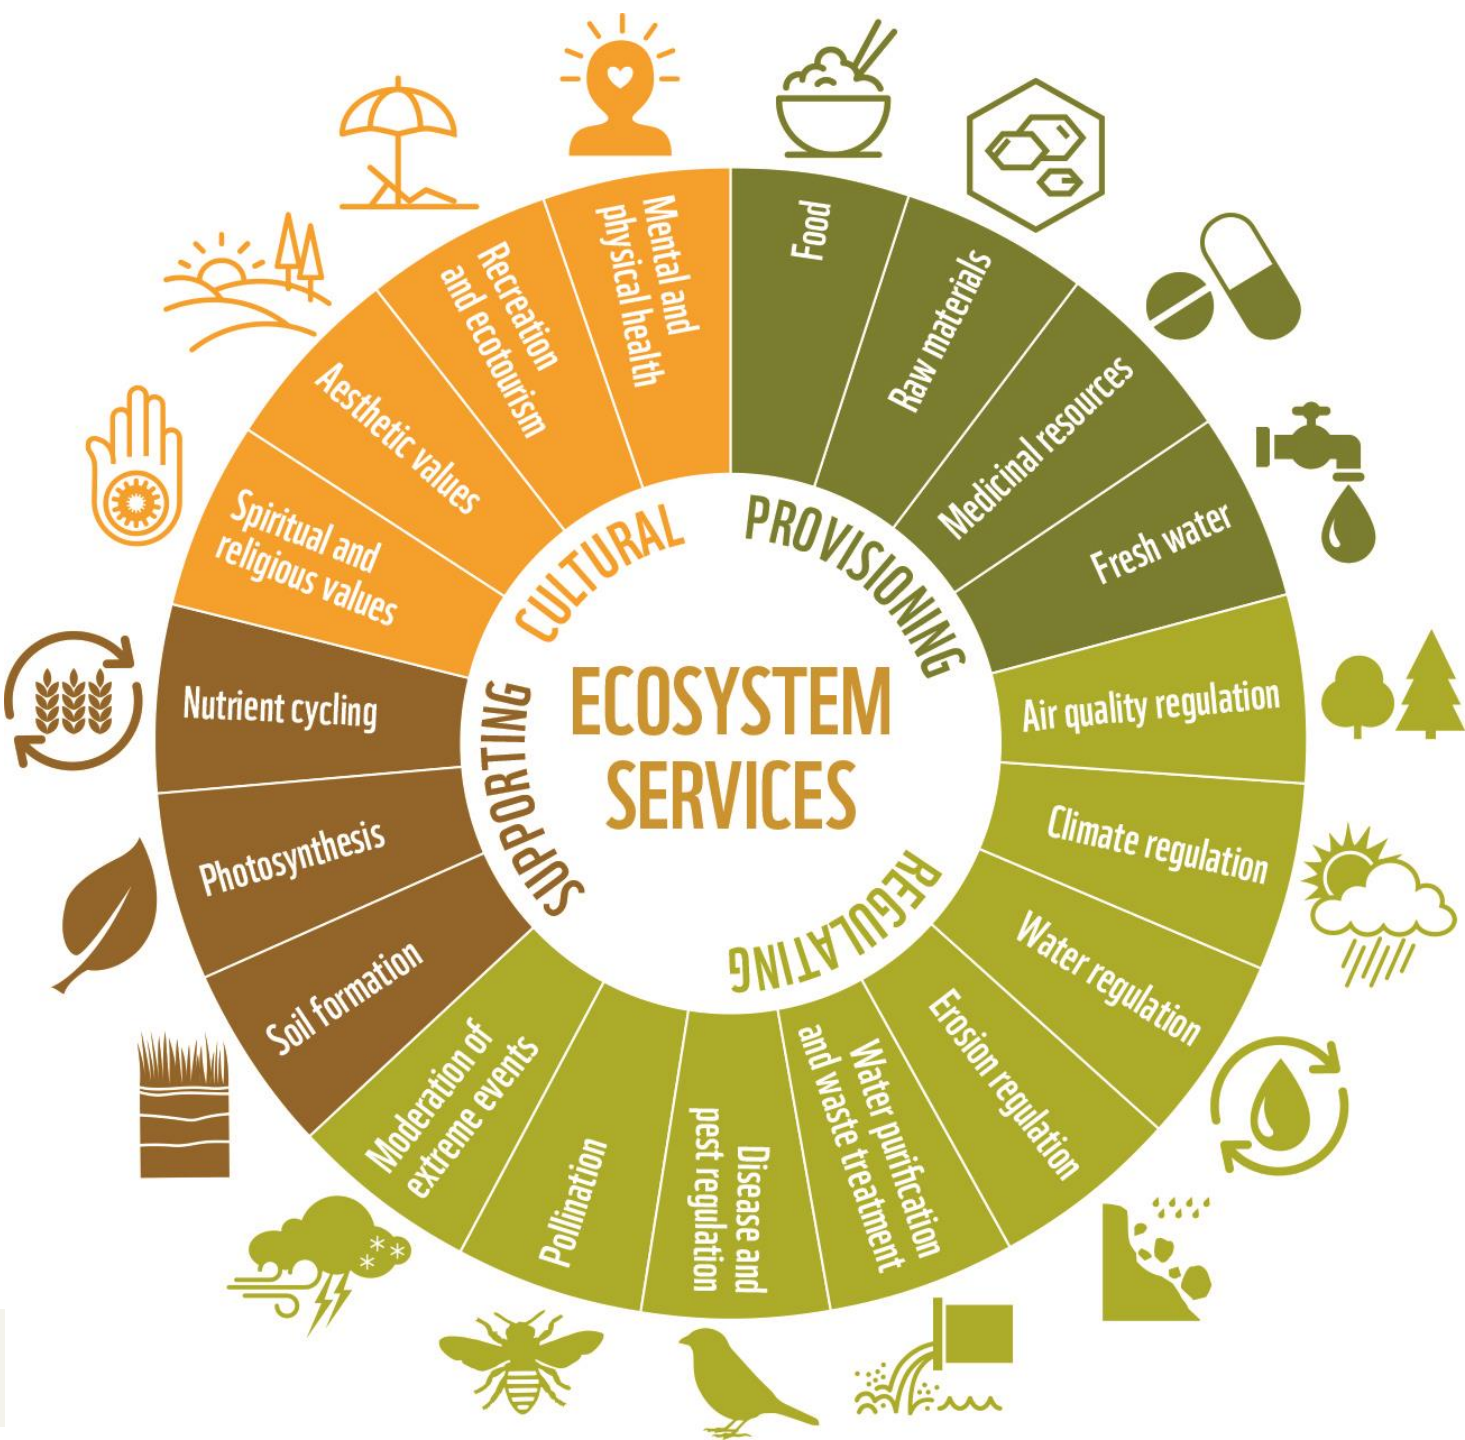 ECOSYSTEM
SERVICES
PROVISIONING
Food
Raw materials
Medicinal resources
Fresh water
REGULATING
Air quality regulation
Climate regulation
Water regulation
Erosion regulation
Water purification
and waste treatment
Disease and
pest regulation
Pollination
Moderation of
extreme events
SUPPORTING
Soil formation
Photosynthesis
Nutrient cycling
CULTURAL
Spiritual and
religious values
Aesthetic values
Recreation
and ecotourism
Mental and
physical health